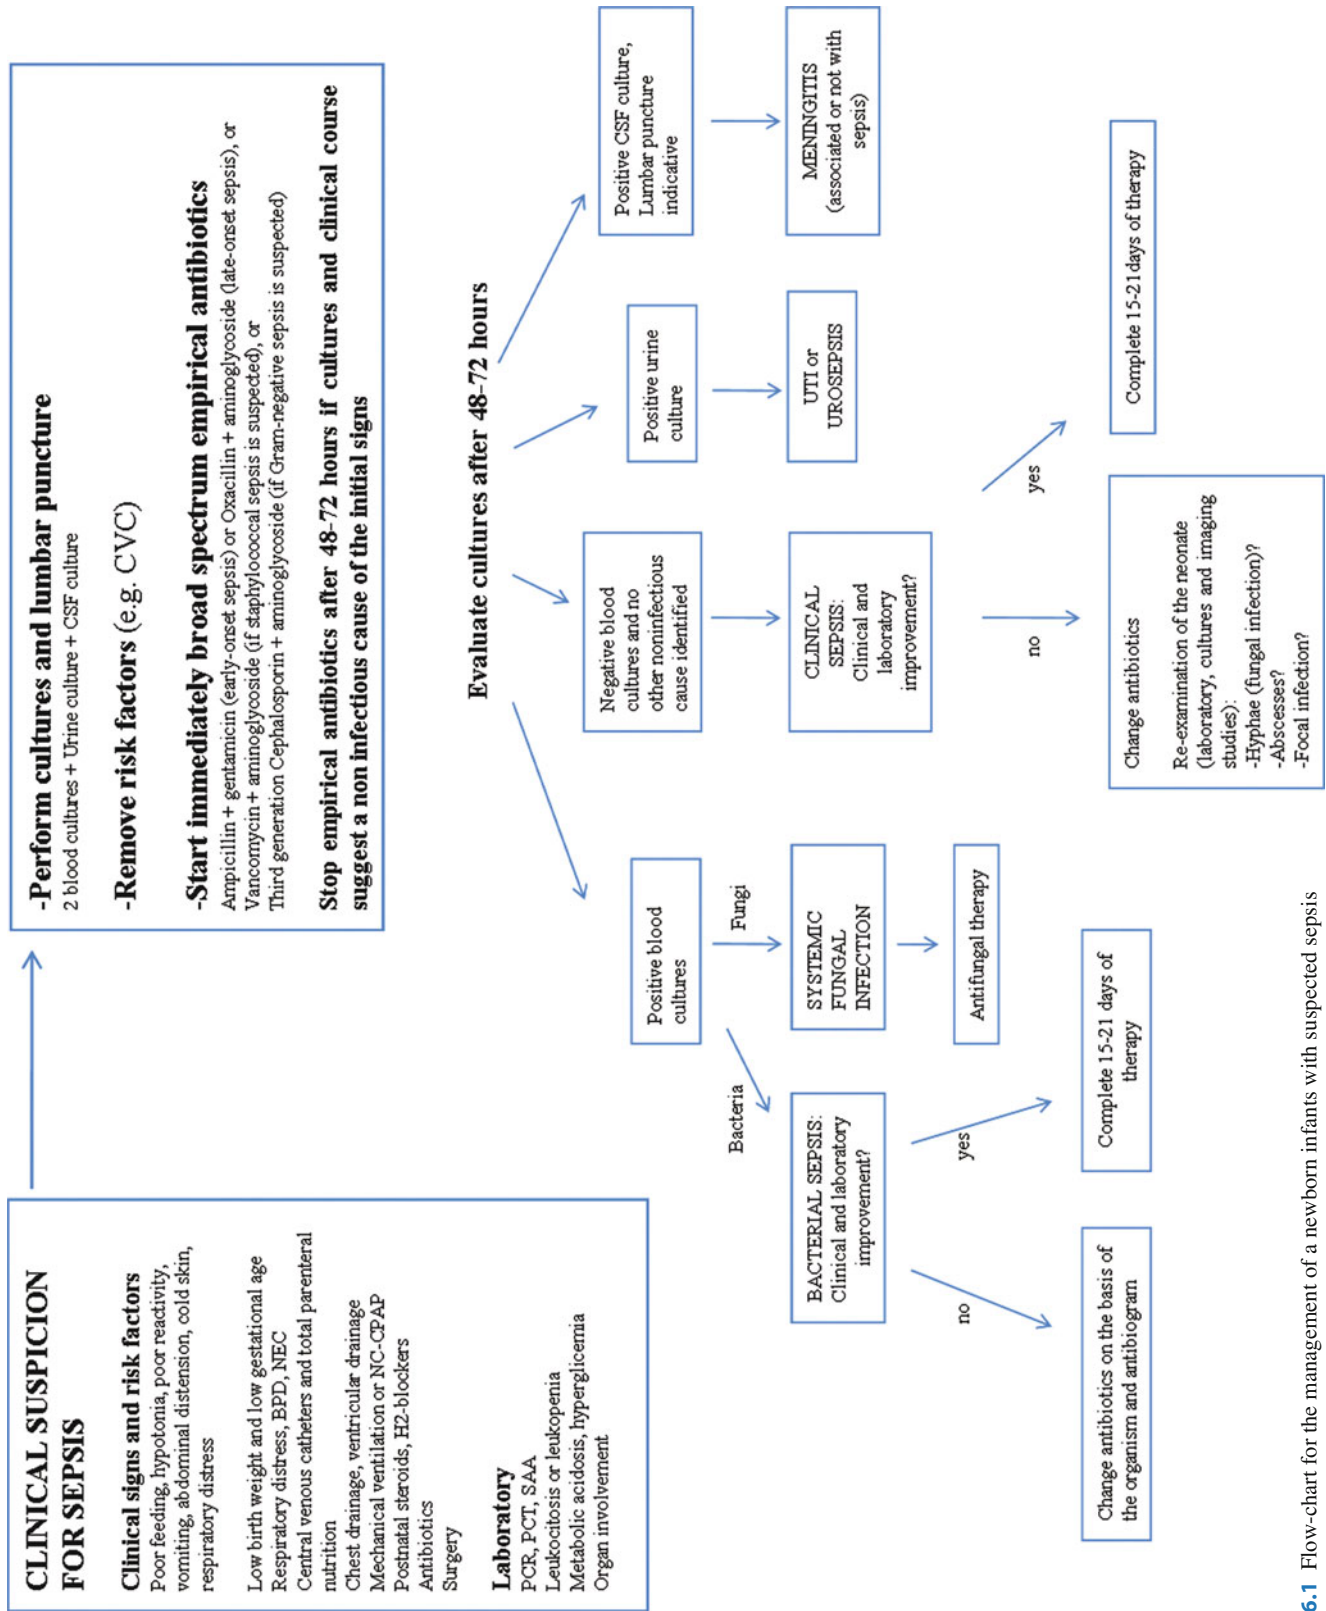 CLINICAL SUSPICION
FOR SEPSIS
Clinical signs and risk factors
Poor feeding, hypotonia, poor reactivity,
vomiting, abdominal distension, cold skin,
respiratory distress
Low birth weight and low gestational age
Respiratory distress, BPD, NEC
Central venous catheters and total parenteral
nutrition
Chest drainage, ventricular drainage
Mechanical ventilation or NC-CPAP
Postnatal steroids, H2-blockers
Antibiotics
Surgery
Laboratory
PCR, PCT, SAA
Leukocitosis or leukopenia
Metabolic acidosis, hyperglicemia
Organ involvement
-Perform cultures and lumbar puncture
2 blood cultures + Urine culture + CSF culture
-Remove risk factors (e.g. CVC)
-Start immediately broad spectrum empirical antibiotics
Ampicillin + gentamicin (early-onset sepsis) or Oxacillin + aminoglycoside (late-onset sepsis), or
Vancomycin + aminoglycoside (if staphylococcal sepsis is suspected), or
Third generation Cephalosporin + aminoglycoside (if Gram-negative sepsis is suspected)
Stop empirical antibiotics after 48-72 hours if cultures and clinical course
suggest a non infectious cause of the initial signs
Evaluate cultures after 48-72 hours
Positive blood
cultures
Negative blood
cultures and no
other noninfectious
cause identified
Positive urine
culture
Positive CSF culture,
Lumbar puncture
indicative
Bacteria
Fungi
BACTERIAL SEPSIS:
Clinical and laboratory
improvement?
SYSTEMIC
FUNGAL
INFECTION
CLINICAL
SEPSIS:
Clinical and
laboratory
improvement?
UTI or
UROSEPSIS
MENINGITIS
(associated or not with
sepsis)
Antifungal therapy
no
yes
no
yes
Change antibiotics on the basis of
the organism and antibiogram
Complete 15-21 days of
therapy
Change antibiotics
Re-examination of the neonate
(laboratory, cultures and imaging
studies):
-Hyphae (fungal infection)?
-Abscesses?
-Focal infection?
Complete 15-21days of therapy
6.1 Flow-chart for the management of a newborn infants with suspected sepsis